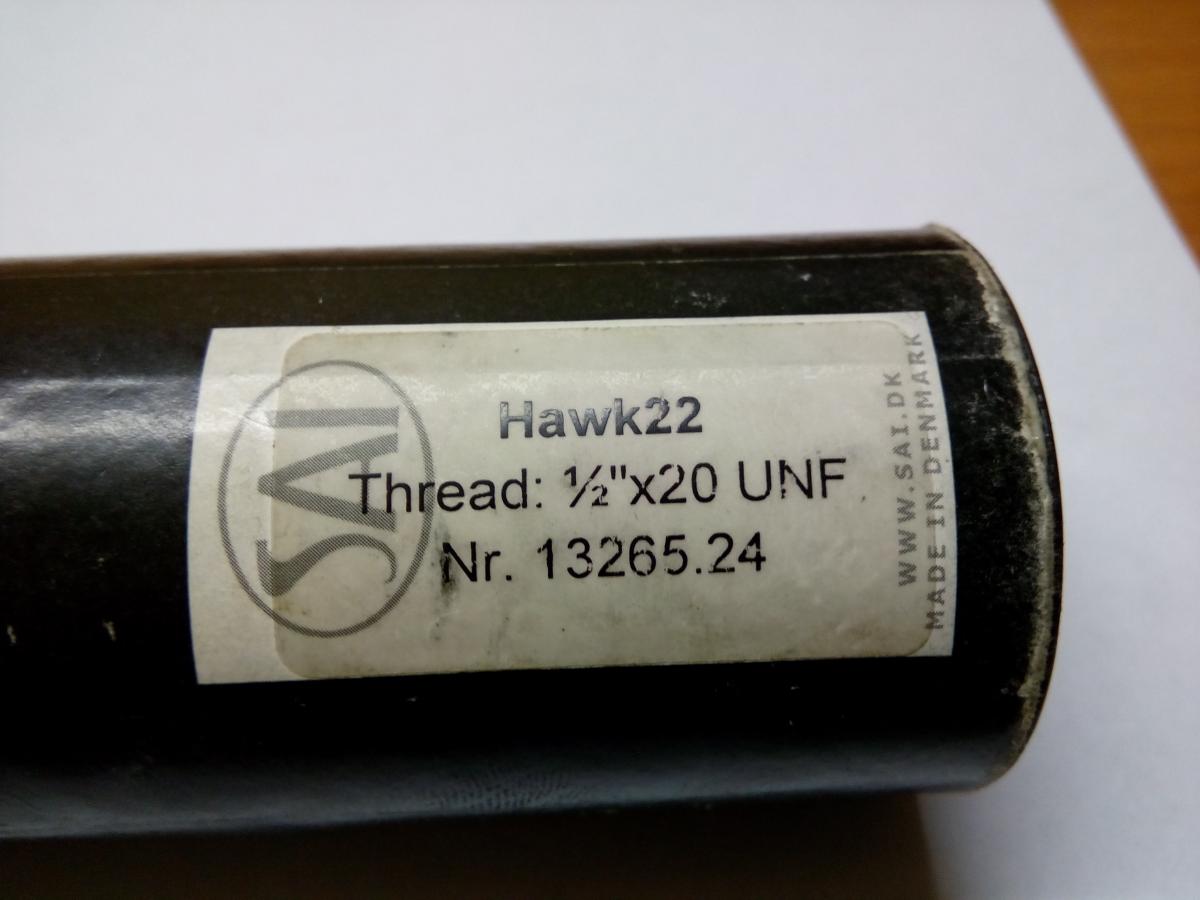 SAI
Hawk22
Thread: ½"x20 UNF
Nr. 13265.24
WWW.SAI.DK
MADE IN DENMARK